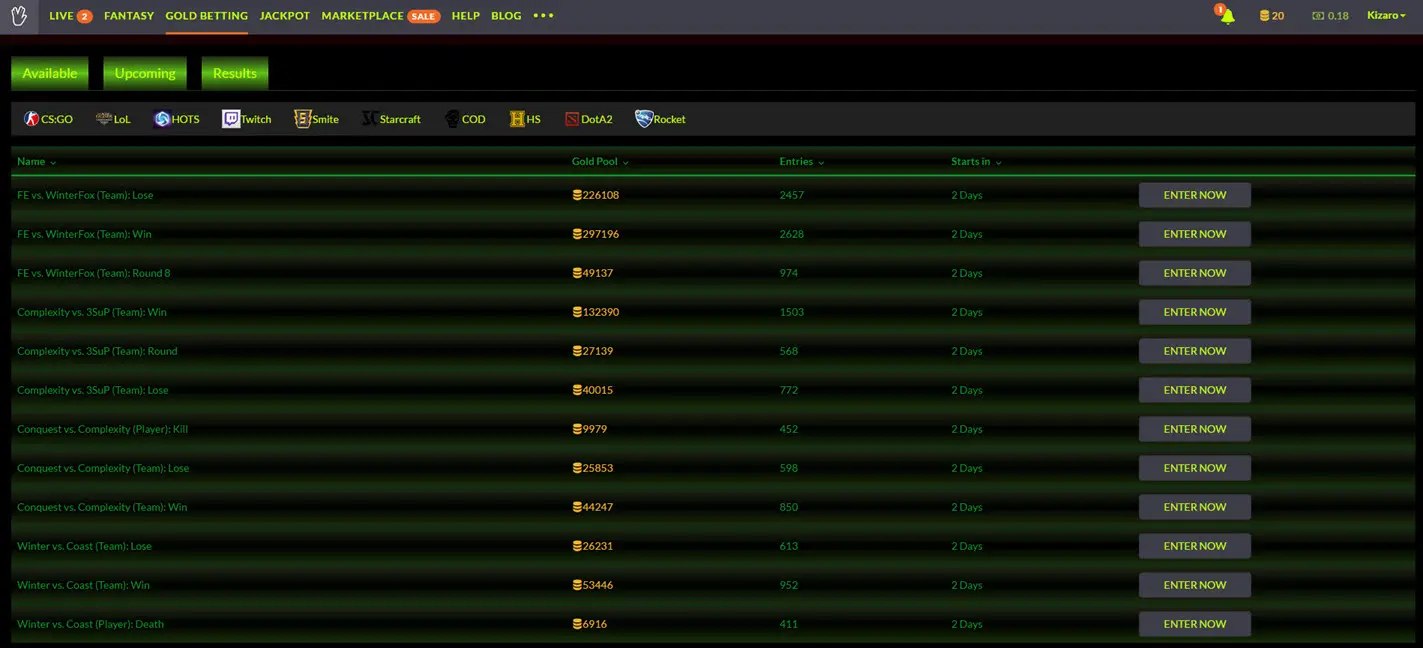 LIVE 2 FANTASY GOLD BETTING JACKPOT MARKETPLACE SALE HELP BLOG ••• 1 20 0.18 Kizaro
Available Upcoming Results
CS:GO LoL HOTS Twitch Smite Starcraft COD HS DotA2 Rocket
Name Gold Pool Entries Starts in
FE vs. WinterFox (Team): Lose 226108 2457 2 Days ENTER NOW
FE vs. WinterFox (Team): Win 297196 2628 2 Days ENTER NOW
FE vs. WinterFox (Team): Round 8 49137 974 2 Days ENTER NOW
Complexity vs. 3SuP (Team): Win 132390 1503 2 Days ENTER NOW
Complexity vs. 3SuP (Team): Round 27139 568 2 Days ENTER NOW
Complexity vs. 3SuP (Team): Lose 40015 772 2 Days ENTER NOW
Conquest vs. Complexity (Player): Kill 9979 452 2 Days ENTER NOW
Conquest vs. Complexity (Team): Lose 25853 598 2 Days ENTER NOW
Conquest vs. Complexity (Team): Win 44247 850 2 Days ENTER NOW
Winter vs. Coast (Team): Lose 26231 613 2 Days ENTER NOW
Winter vs. Coast (Team): Win 53446 952 2 Days ENTER NOW
Winter vs. Coast (Player): Death 6916 411 2 Days ENTER NOW